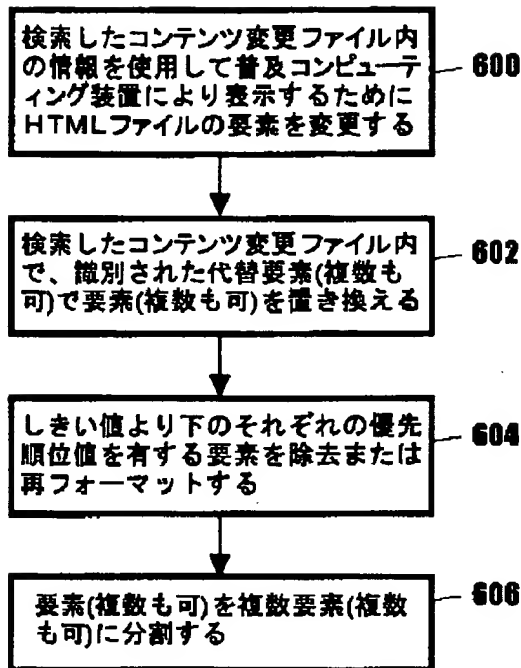 検索したコンテンツ変更ファイル内
の情報を使用して普及コンピューテ
ィング装置により表示するために
HTMLファイルの要素を変更する
600
検索したコンテンツ変更ファイル内
で、識別された代替要素(複数も
可)で要素(複数も可)を置き換える
602
しきい値より下のそれぞれの優先
順位値を有する要素を除去または
再フォーマットする
604
要素(複数も可)を複数要素(複数
も可)に分割する
606